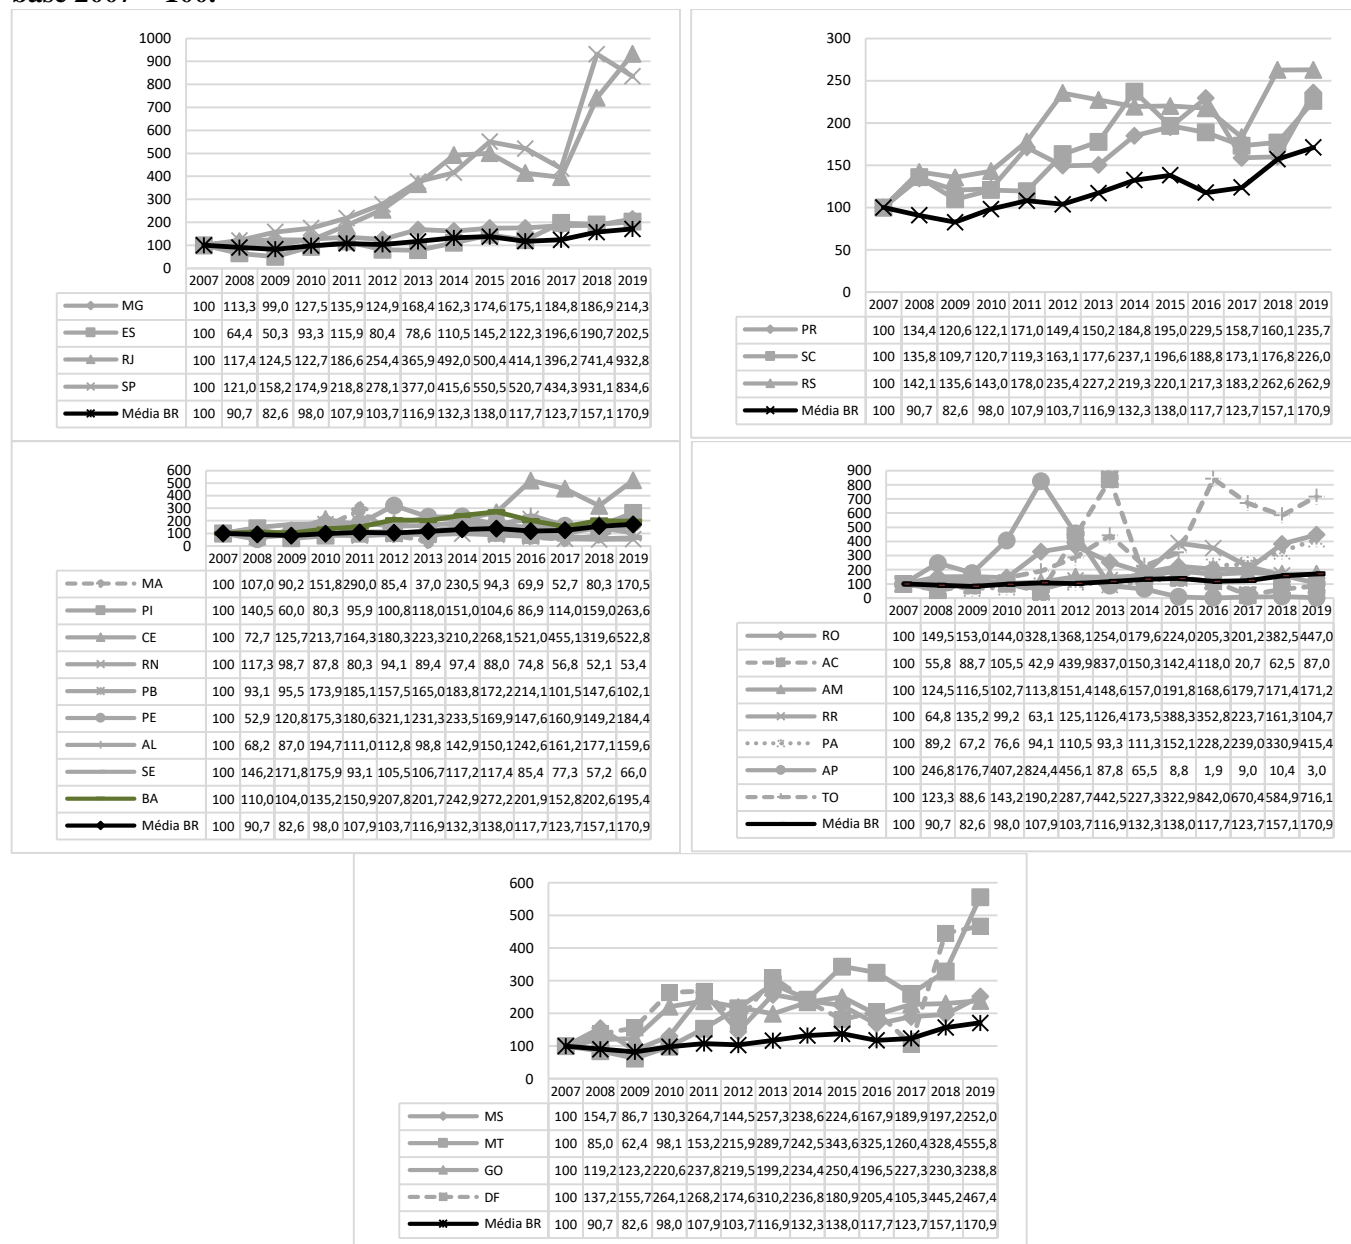 base 2007 = 100.
1000
900
800
700
600
500
400
300
200
100
0
2007 2008 2009 2010 2011 2012 2013 2014 2015 2016 2017 2018 2019
MG 100 113,3 99,0 127,5 135,9 124,9 168,4 162,3 174,6 175,1 184,8 186,9 214,3
ES 100 64,4 50,3 93,3 115,9 80,4 78,6 110,5 145,2 122,3 196,6 190,7 202,5
RJ 100 117,4 124,5 122,7 186,6 254,4 365,9 492,0 500,4 414,1 396,2 741,4 932,8
SP 100 121,0 158,2 174,9 218,8 278,1 377,0 415,6 550,5 520,7 434,3 931,1 834,6
Média BR 100 90,7 82,6 98,0 107,9 103,7 116,9 132,3 138,0 117,7 123,7 157,1 170,9
300
250
200
150
100
50
0
2007 2008 2009 2010 2011 2012 2013 2014 2015 2016 2017 2018 2019
PR 100 134,4 120,6 122,1 171,0 149,4 150,2 184,8 195,0 229,5 158,7 160,1 235,7
SC 100 135,8 109,7 120,7 119,3 163,1 177,6 237,1 196,6 188,8 173,1 176,8 226,0
RS 100 142,1 135,6 143,0 178,0 235,4 227,2 219,3 220,1 217,3 183,2 262,6 262,9
Média BR 100 90,7 82,6 98,0 107,9 103,7 116,9 132,3 138,0 117,7 123,7 157,1 170,9
600
500
400
300
200
100
0
2007 2008 2009 2010 2011 2012 2013 2014 2015 2016 2017 2018 2019
MA 100 107,0 90,2 151,8 290,0 85,4 37,0 230,5 94,3 69,9 52,7 80,3 170,5
PI 100 140,5 60,0 80,3 95,9 100,8 118,0 151,0 104,6 86,9 114,0 159,0 263,6
CE 100 72,7 125,7 213,7 164,3 180,3 223,3 210,2 268,1 521,0 455,1 319,6 522,8
RN 100 117,3 98,7 87,8 80,3 94,1 89,4 97,4 88,0 74,8 56,8 52,1 53,4
PB 100 93,1 95,5 173,9 185,1 157,5 165,0 183,8 172,2 214,1 101,5 147,6 102,1
PE 100 52,9 120,8 175,3 180,6 321,1 231,3 233,5 169,9 147,6 160,9 149,2 184,4
AL 100 68,2 87,0 194,7 111,0 112,8 98,8 142,9 150,1 242,6 161,2 177,1 159,6
SE 100 146,2 171,8 175,9 93,1 105,5 106,7 117,2 117,4 85,4 77,3 57,2 66,0
BA 100 110,0 104,0 135,2 150,9 207,8 201,7 242,9 272,2 201,9 152,8 202,6 195,4
Média BR 100 90,7 82,6 98,0 107,9 103,7 116,9 132,3 138,0 117,7 123,7 157,1 170,9
900
800
700
600
500
400
300
200
100
0
2007 2008 2009 2010 2011 2012 2013 2014 2015 2016 2017 2018 2019
RO 100 149,5 153,0 144,0 328,1 368,1 254,0 179,6 224,0 205,3 201,2 382,5 447,0
AC 100 55,8 88,7 105,5 42,9 439,9 837,0 150,3 142,4 118,0 20,7 62,5 87,0
AM 100 124,5 116,5 102,7 113,8 151,4 148,6 157,0 191,8 168,6 179,7 171,4 171,2
RR 100 64,8 135,2 99,2 63,1 125,1 126,4 173,5 388,3 352,8 223,7 161,3 104,7
PA 100 89,2 67,2 76,6 94,1 110,5 93,3 111,3 152,1 228,2 239,0 330,9 415,4
AP 100 246,8 176,7 407,2 824,4 456,1 87,8 65,5 8,8 1,9 9,0 10,4 3,0
TO 100 123,3 88,6 143,2 190,2 287,7 442,5 227,3 322,9 842,0 670,4 584,9 716,1
Média BR 100 90,7 82,6 98,0 107,9 103,7 116,9 132,3 138,0 117,7 123,7 157,1 170,9
600
500
400
300
200
100
0
2007 2008 2009 2010 2011 2012 2013 2014 2015 2016 2017 2018 2019
MS 100 154,7 86,7 130,3 264,7 144,5 257,3 238,6 224,6 167,9 189,9 197,2 252,0
MT 100 85,0 62,4 98,1 153,2 215,9 289,7 242,5 343,6 325,1 260,4 328,4 555,8
GO 100 119,2 123,2 220,6 237,8 219,5 199,2 234,4 250,4 196,5 227,3 230,3 238,8
DF 100 137,2 155,7 264,1 268,2 174,6 310,2 236,8 180,9 205,4 105,3 445,2 467,4
Média BR 100 90,7 82,6 98,0 107,9 103,7 116,9 132,3 138,0 117,7 123,7 157,1 170,9